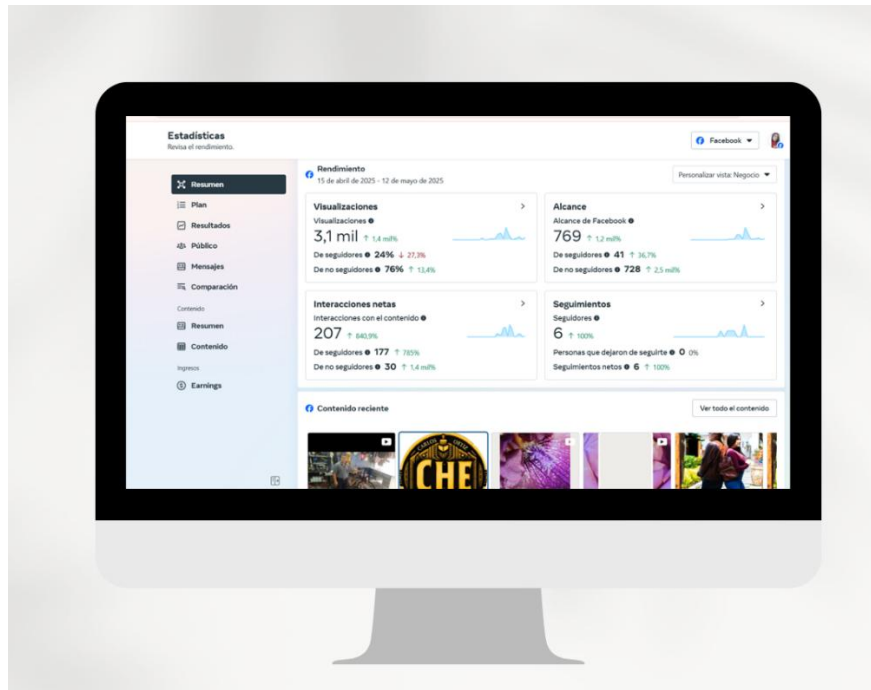 Estadísticas
Revisa el rendimiento.
Facebook
Resumen
Plan
Resultados
Público
Mensajes
Comparación
Contenido
Resumen
Contenido
Ingresos
Earnings
Rendimiento
15 de abril de 2025 - 12 de mayo de 2025
Personalizar vista: Negocio
Visualizaciones
Visualizaciones
3,1 mil ↑ 1,4 mil%
De seguidores 24% ↓ 27,3%
De no seguidores 76% ↑ 13,4%
Alcance
Alcance de Facebook
769 ↑ 1,2 mil%
De seguidores 41 ↑ 36,7%
De no seguidores 728 ↑ 2,5 mil%
Interacciones netas
Interacciones con el contenido
207 ↑ 840,9%
De seguidores 177 ↑ 785%
De no seguidores 30 ↑ 1,4 mil%
Seguimientos
Seguidores
6 ↑ 100%
Personas que dejaron de seguirte 0 0%
Seguimientos netos 6 ↑ 100%
Contenido reciente
Ver todo el contenido
CARLOS ORTIZ
CHE